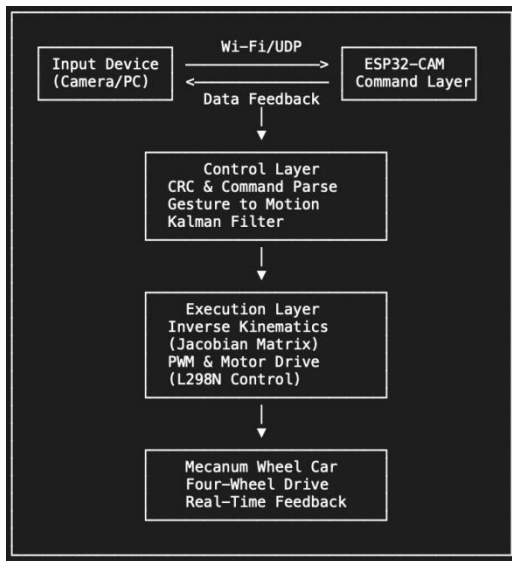 Wi-Fi/UDP
Input Device
(Camera/PC)
ESP32-CAM
Command Layer
Data Feedback
Control Layer
CRC & Command Parse
Gesture to Motion
Kalman Filter
Execution Layer
Inverse Kinematics
(Jacobian Matrix)
PWM & Motor Drive
(L298N Control)
Mecanum Wheel Car
Four-Wheel Drive
Real-Time Feedback